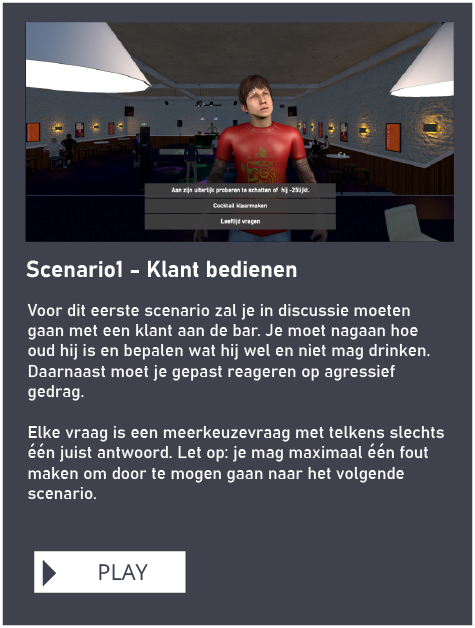 Aan zijn uiterlijk proberen te schatten of hij -25 lijkt.
Cocktail klaarmaken
Leeftijd vragen
Scenario1 - Klant bedienen
Voor dit eerste scenario zal je in discussie moeten
gaan met een klant aan de bar. Je moet nagaan hoe
oud hij is en bepalen wat hij wel en niet mag drinken.
Daarnaast moet je gepast reageren op agressief
gedrag.
Elke vraag is een meerkeuzevraag met telkens slechts
één juist antwoord. Let op: je mag maximaal één fout
maken om door te mogen gaan naar het volgende
scenario.
PLAY